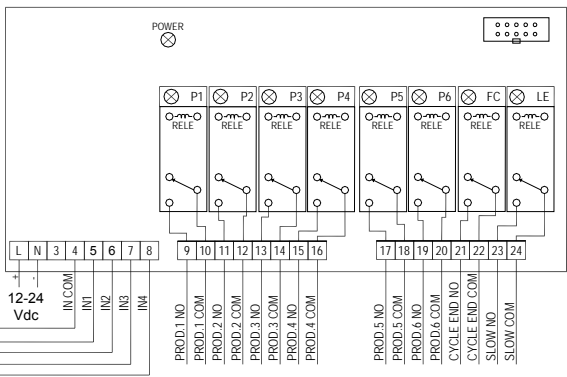 POWER
P1 P2 P3 P4 P5 P6 FC LE
RELE RELE RELE RELE RELE RELE RELE RELE
L N 3 4 5 6 7 8 9 10 11 12 13 14 15 16 17 18 19 20 21 22 23 24
+ -
12-24
Vdc
IN COM
IN1
IN2
IN3
IN4
PROD.1 NO
PROD.1 COM
PROD.2 NO
PROD.2 COM
PROD.3 NO
PROD.3 COM
PROD.4 NO
PROD.4 COM
PROD.5 NO
PROD.5 COM
PROD.6 NO
PROD.6 COM
CYCLE END NO
CYCLE END COM
SLOW NO
SLOW COM